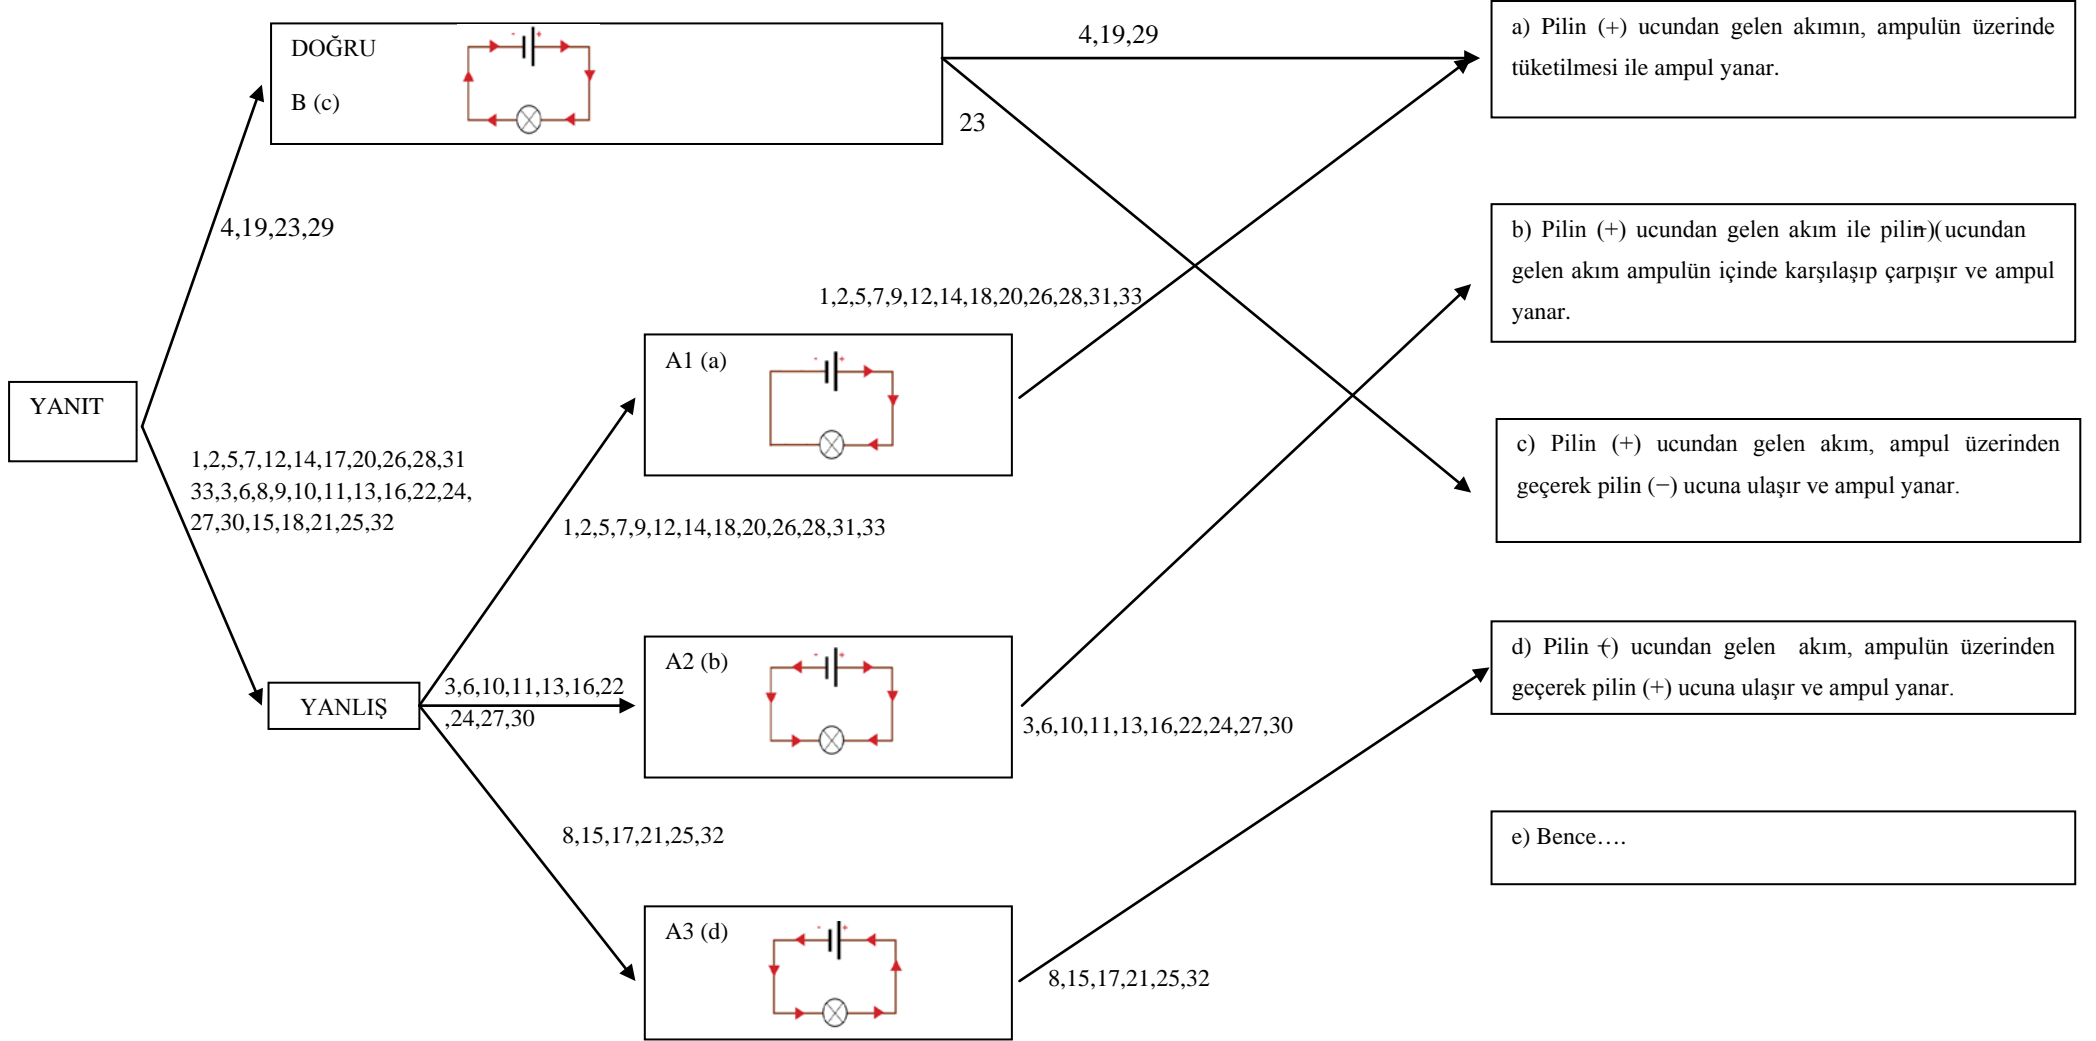 DOĞRU
B (c)
- +
4,19,29
23
a) Pilin (+) ucundan gelen akımın, ampulün üzerinde
tüketilmesi ile ampul yanar.
4,19,23,29
b) Pilin (+) ucundan gelen akım ile pilin−)( ucundan
gelen akım ampulün içinde karşılaşıp çarpışır ve ampul
yanar.
1,2,5,7,9,12,14,18,20,26,28,31,33
A1 (a)
- +
YANIT
c) Pilin (+) ucundan gelen akım, ampul üzerinden
geçerek pilin (−) ucuna ulaşır ve ampul yanar.
1,2,5,7,12,14,17,20,26,28,31
33,3,6,8,9,10,11,13,16,22,24,
27,30,15,18,21,25,32
1,2,5,7,9,12,14,18,20,26,28,31,33
A2 (b)
- +
d) Pilin (−) ucundan gelen akım, ampulün üzerinden
geçerek pilin (+) ucuna ulaşır ve ampul yanar.
YANLIŞ
3,6,10,11,13,16,22
,24,27,30
3,6,10,11,13,16,22,24,27,30
8,15,17,21,25,32
e) Bence….
A3 (d)
- +
8,15,17,21,25,32